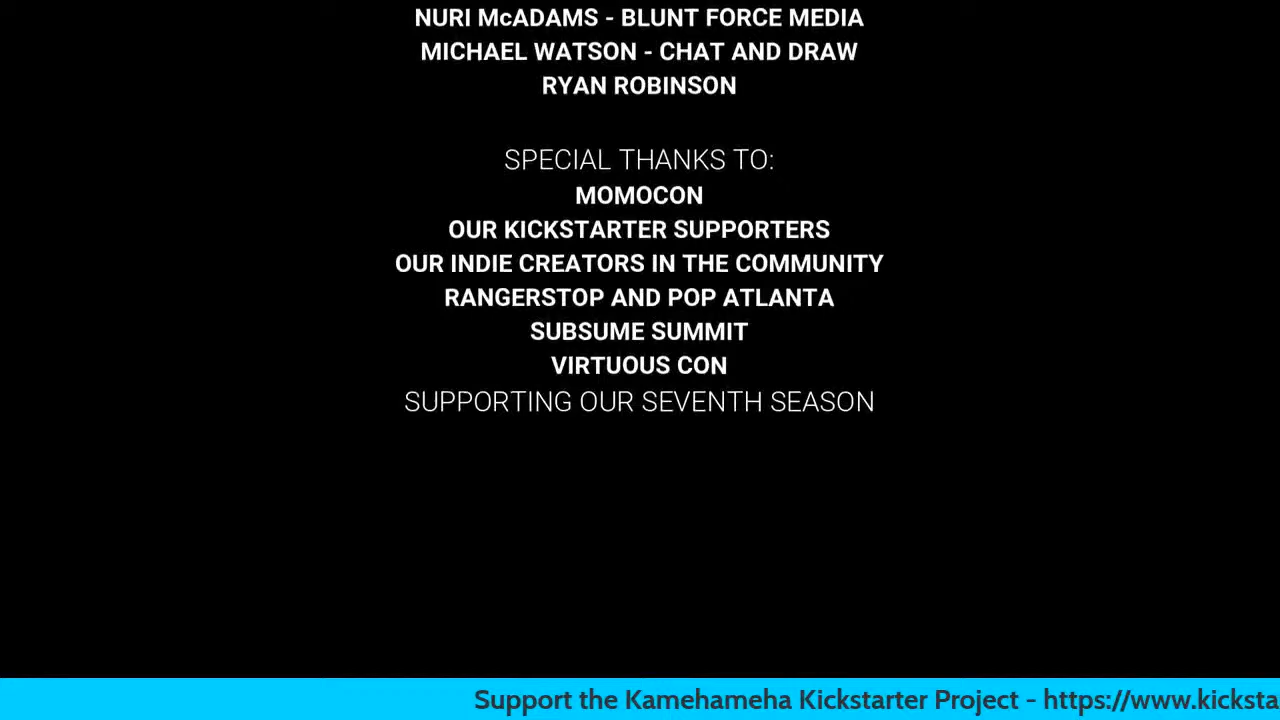 NURI McADAMS - BLUNT FORCE MEDIA
MICHAEL WATSON - CHAT AND DRAW
RYAN ROBINSON
SPECIAL THANKS TO:
MOMOCON
OUR KICKSTARTER SUPPORTERS
OUR INDIE CREATORS IN THE COMMUNITY
RANGERSTOP AND POP ATLANTA
SUBSUME SUMMIT
VIRTUOUS CON
SUPPORTING OUR SEVENTH SEASON
Support the Kamehameha Kickstarter Project - https://www.kicksta